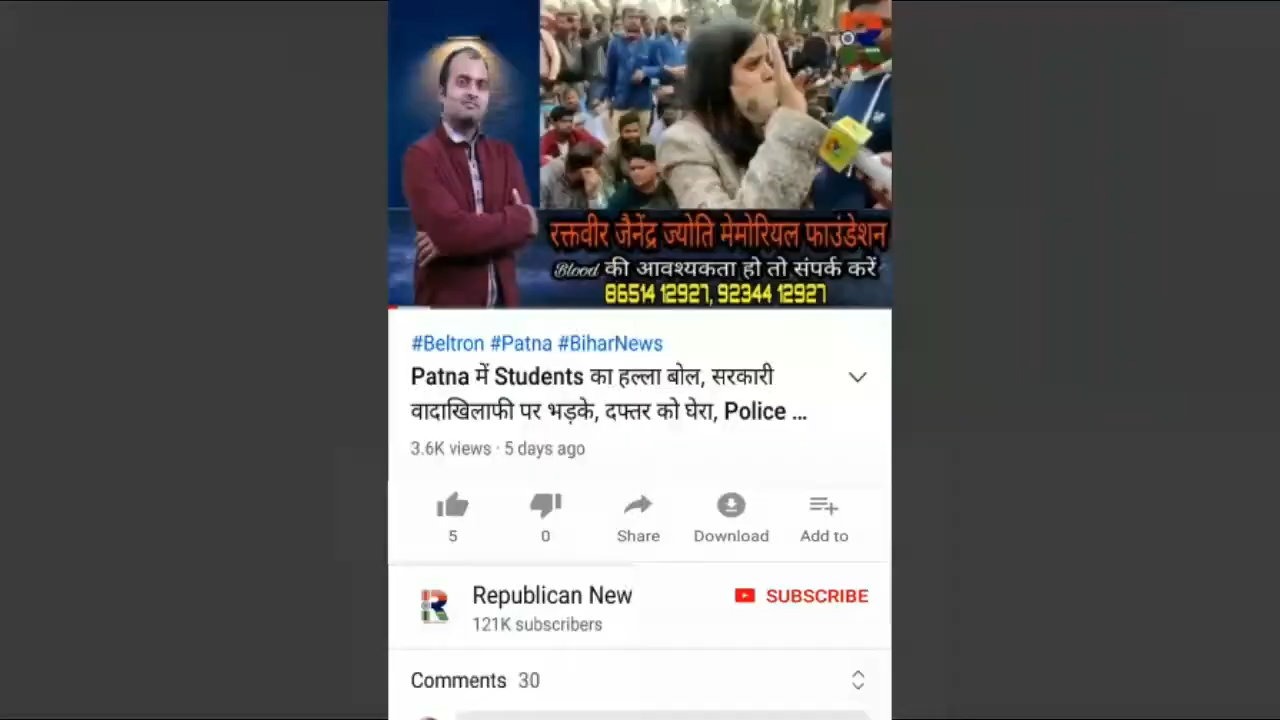 रक्तवीर जैनेंद्र ज्योति मेमोरियल फाउंडेशन
Blood की आवश्यकता हो तो संपर्क करें
86514 12927, 92344 12927
#Beltron #Patna #BiharNews
Patna में Students का हल्ला बोल, सरकारी
वादाखिलाफी पर भड़के, दफ्तर को घेरा, Police ...
3.6K views · 5 days ago
5 0 Share Download Add to
Republican New
SUBSCRIBE
121K subscribers
Comments 30